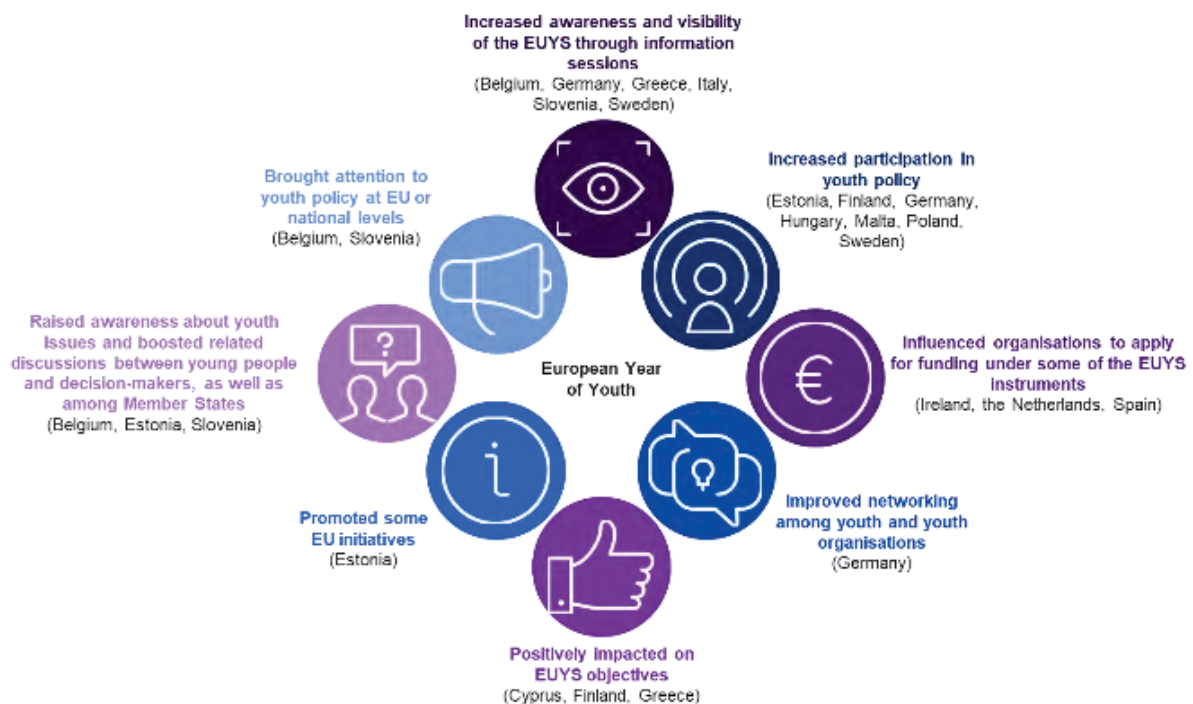 Increased awareness and visibility
of the EUYS through information
sessions
(Belgium, Germany, Greece, Italy,
Slovenia, Sweden)
Increased participation in
youth policy
(Estonia, Finland, Germany,
Hungary, Malta, Poland,
Sweden)
Brought attention to
youth policy at EU or
national levels
(Belgium, Slovenia)
Raised awareness about youth
Issues and boosted related
discussions between young people
and decision-makers, as well as
among Member States
(Belgium, Estonia, Slovenia)
?
European Year
of Youth
€
Influenced organisations to apply
for funding under some of the EUYS
instruments
(Ireland, the Netherlands, Spain)
i
Promoted some
EU initiatives
(Estonia)
Improved networking
among youth and youth
organisations
(Germany)
Positively impacted on
EUYS objectives
(Cyprus, Finland, Greece)